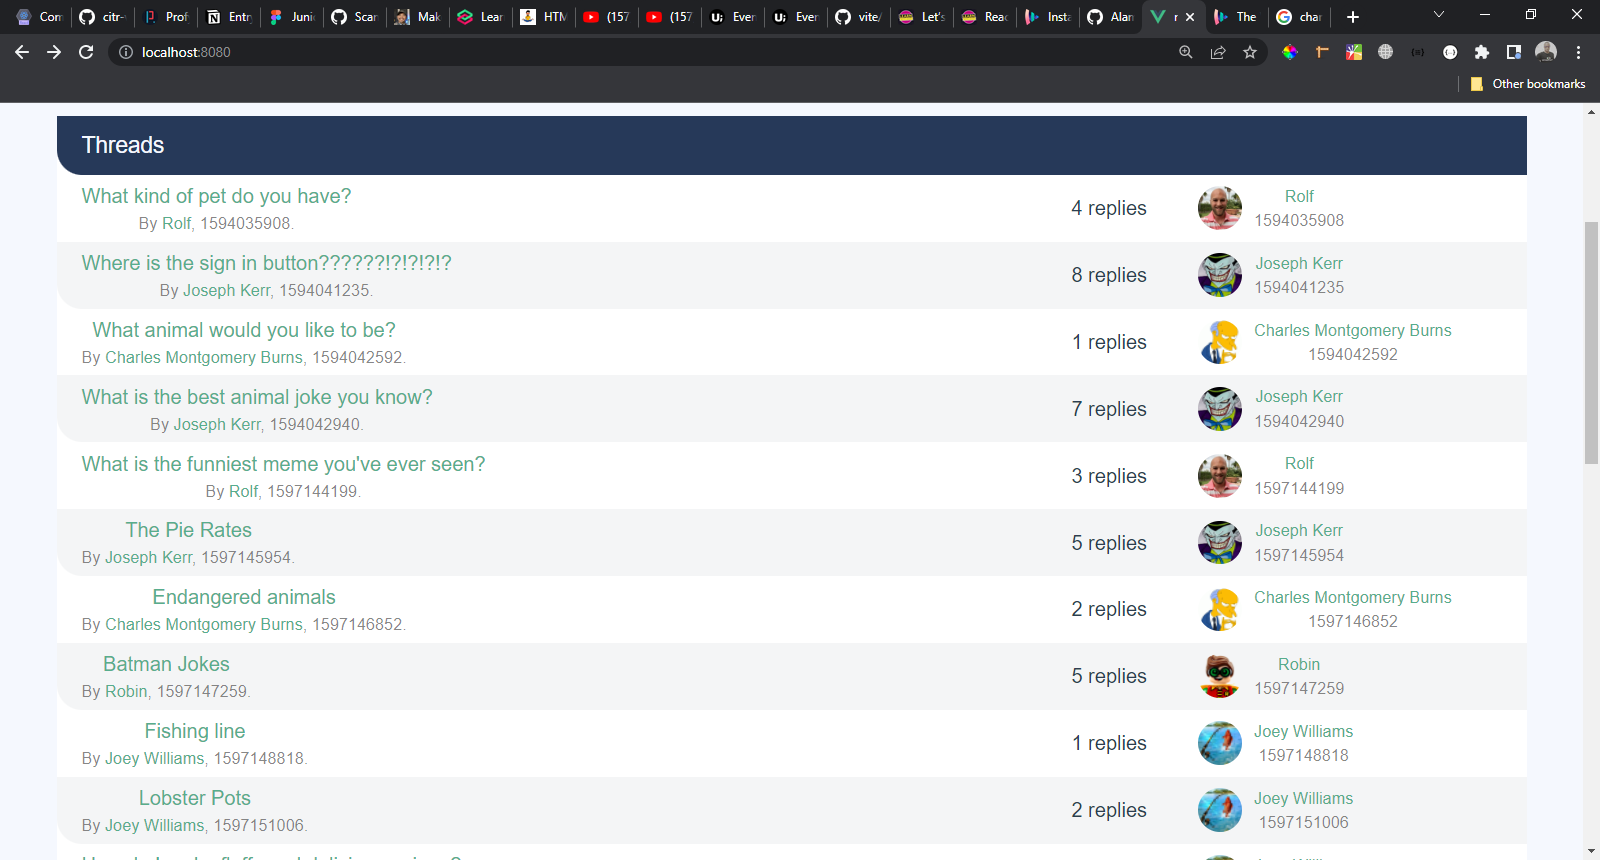 Com
citr-
Prof
Entry
Juni
Scar
Mak
Lear
HTM
(157
(157
Ever
Ever
vite/
Let's
Reac
Insta
Alan
The
char
localhost:8080
Other bookmarks
Threads
What kind of pet do you have?
By Rolf, 1594035908.
4 replies
Rolf
1594035908
Where is the sign in button??????!?!?!?!?
By Joseph Kerr, 1594041235.
8 replies
Joseph Kerr
1594041235
What animal would you like to be?
By Charles Montgomery Burns, 1594042592.
1 replies
Charles Montgomery Burns
1594042592
What is the best animal joke you know?
By Joseph Kerr, 1594042940.
7 replies
Joseph Kerr
1594042940
What is the funniest meme you've ever seen?
By Rolf, 1597144199.
3 replies
Rolf
1597144199
The Pie Rates
By Joseph Kerr, 1597145954.
5 replies
Joseph Kerr
1597145954
Endangered animals
By Charles Montgomery Burns, 1597146852.
2 replies
Charles Montgomery Burns
1597146852
Batman Jokes
By Robin, 1597147259.
5 replies
Robin
1597147259
Fishing line
By Joey Williams, 1597148818.
1 replies
Joey Williams
1597148818
Lobster Pots
By Joey Williams, 1597151006.
2 replies
Joey Williams
1597151006